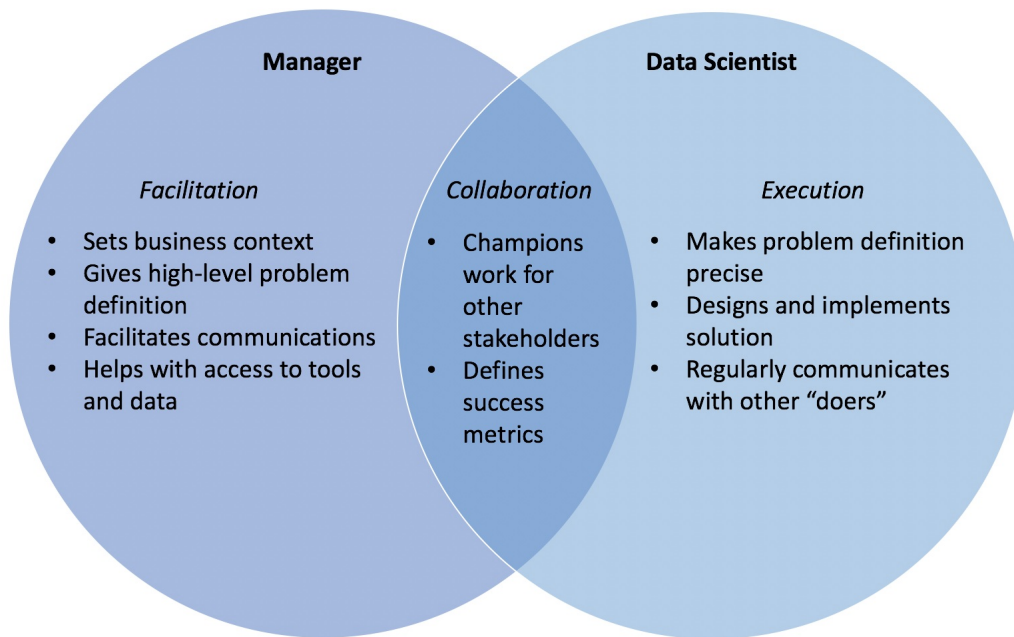 Manager
Data Scientist
Facilitation
• Sets business context
• Gives high-level problem
definition
• Facilitates communications
• Helps with access to tools
and data
Collaboration
• Champions
work for
other
stakeholders
• Defines
success
metrics
Execution
• Makes problem definition
precise
• Designs and implements
solution
• Regularly communicates
with other “doers”